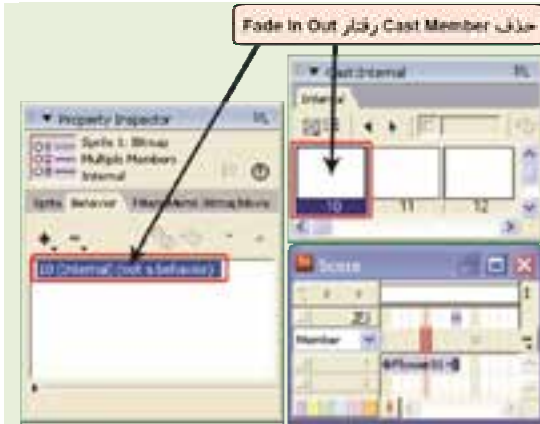 حذف Cast Member رفتار Fade In Out
Property Inspector
Sprite 1: Bitmap
Multiple Members
Internal
Sprite Behavior
10 (Internal) (not a behavior)
Cast: Internal
Internal
10 11 12
Score
Member